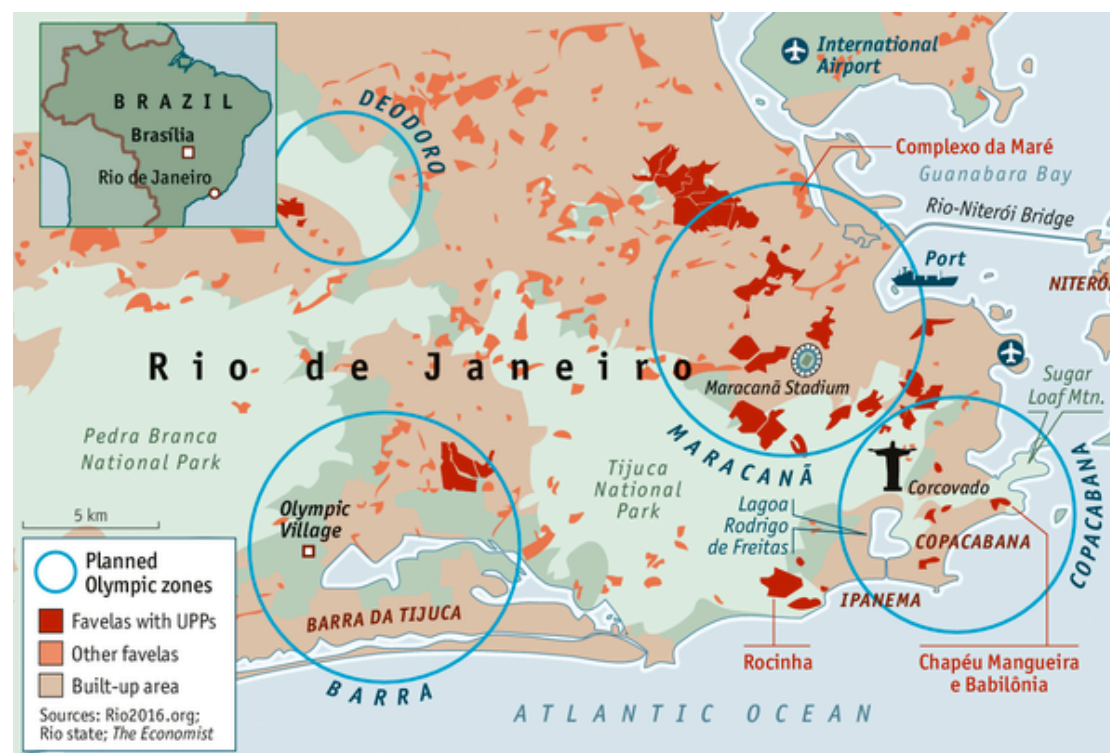 BRAZIL
Brasília
Rio de Janeiro
DEODORO
International
Airport
Complexo da Maré
Guanabara Bay
Rio-Niterói Bridge
Port
NITERÓI
Rio de Janeiro
Maracanã Stadium
MARACANÃ
Sugar
Loaf Mtn.
Pedra Branca
National Park
Tijuca
National
Park
Corcovado
COPACABANA
Lagoa
Rodrigo
de Freitas
COPACABANA
5 km
Olympic
Village
IPANEMA
BARRA DA TIJUCA
BARRA
Rocinha
Chapéu Mangueira
e Babilônia
ATLANTIC OCEAN
Planned
Olympic zones
Favelas with UPPs
Other favelas
Built-up area
Sources: Rio2016.org;
Rio state; The Economist